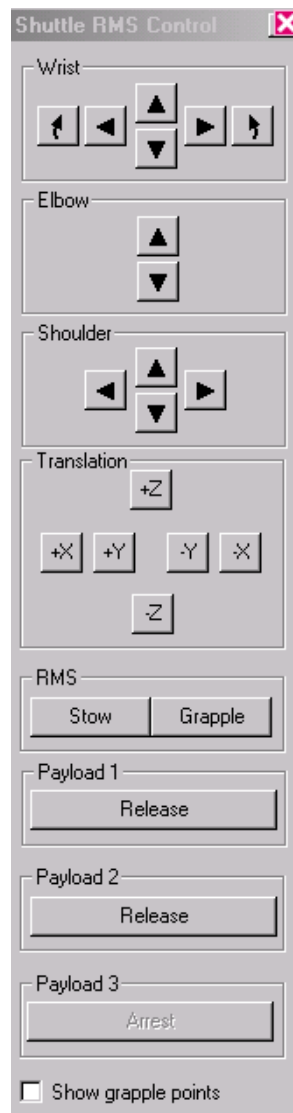 Shuttle RMS Control
Wrist
Elbow
Shoulder
Translation
+Z
+X +Y -Y -X
-Z
RMS
Stow Grapple
Payload 1
Release
Payload 2
Release
Payload 3
Arrest
Show grapple points